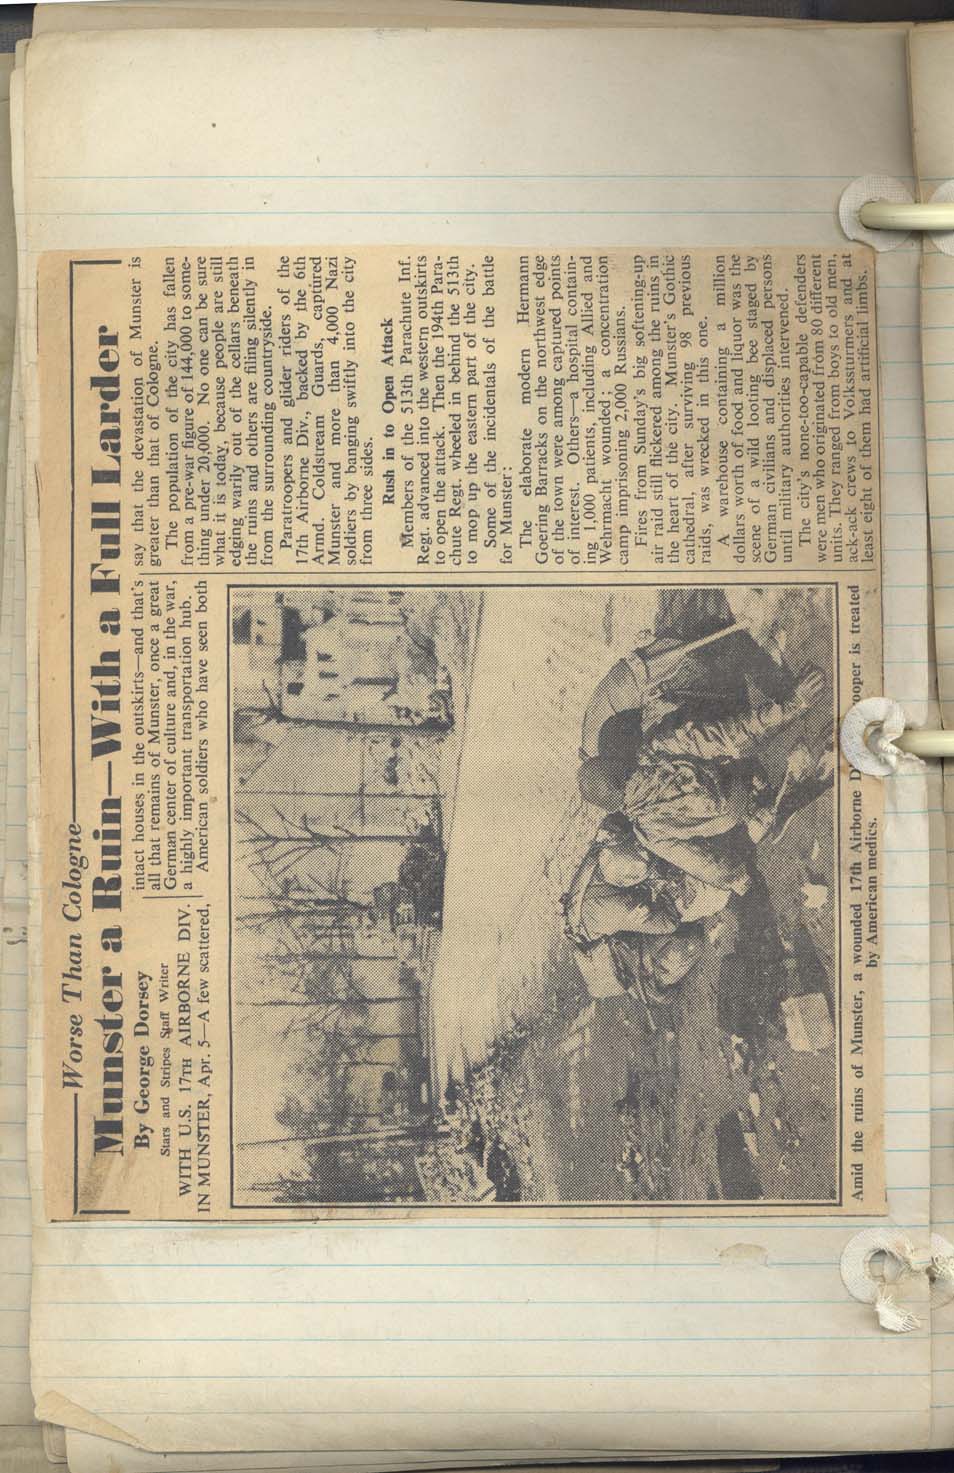 Worse Than Cologne
Munster a Ruin—With a Full Larder
By George Dorsey
Stars and Stripes Staff Writer
WITH U.S. 17TH AIRBORNE DIV.
IN MUNSTER, Apr. 5—A few scattered,
intact houses in the outskirts—and that's
all that remains of Munster, once a great
German center of culture and, in the war,
a highly important transportation hub.
American soldiers who have seen both
say that the devastation of Munster is
greater than that of Cologne.
The population of the city has fallen
from a pre-war figure of 144,000 to some-
thing under 20,000. No one can be sure
what it is today, because people are still
edging warily out of the cellars beneath
the ruins and others are filing silently in
from the surrounding countryside.
Paratroopers and glider riders of the
17th Airborne Div., backed by the 6th
Armd. Coldstream Guards, captured
Munster and more than 4,000 Nazi
soldiers by banging swiftly into the city
from three sides.
Rush in to Open Attack
Members of the 513th Parachute Inf.
Regt. advanced into the western outskirts
to open the attack. Then the 194th Para-
chute Regt. wheeled in behind the 513th
to mop up the eastern part of the city.
Some of the incidentals of the battle
for Munster:
The elaborate modern Hermann
Goering Barracks on the northwest edge
of the town were among captured points
of interest. Others—a hospital contain-
ing 1,000 patients, including Allied and
Wehrmacht wounded; a concentration
camp imprisoning 2,000 Russians.
Fires from Sunday's big softening-up
air raid still flickered among the ruins in
the heart of the city. Munster's Gothic
cathedral, after surviving 98 previous
raids, was wrecked in this one.
A warehouse containing a million
dollars worth of food and liquor was the
scene of a wild looting bee staged by
German civilians and displaced persons
until military authorities intervened.
The city's none-too-capable defenders
were men who originated from 80 different
units. They ranged from boys to old men,
ack-ack crews to Volkssturmers and at
least eight of them had artificial limbs.
Amid the ruins of Munster, a wounded 17th Airborne D ooper is treated
by American medics.